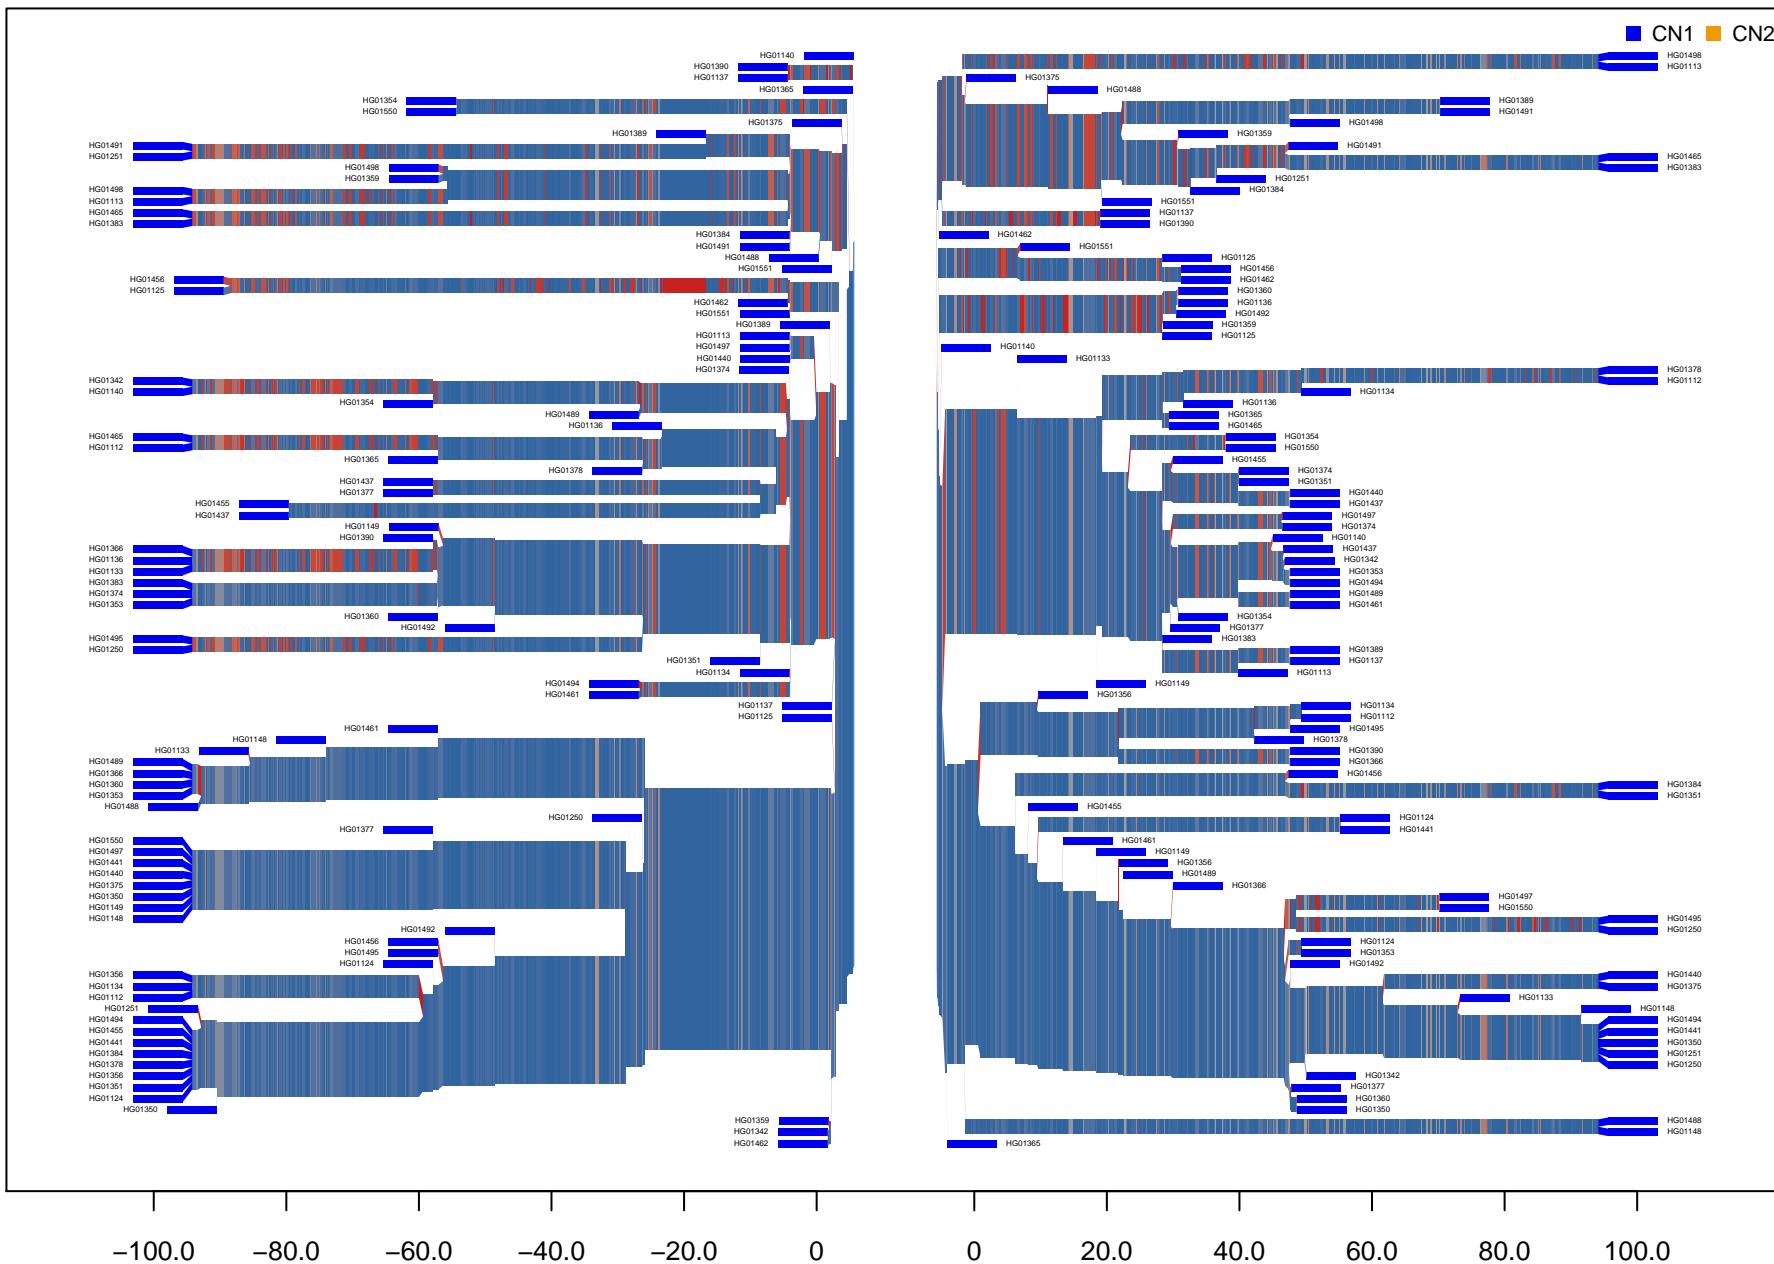 CN1 CN2
HG01140
HG01390
HG01137
HG01365
HG01354
HG01550
HG01375
HG01389
HG01491
HG01251
HG01498
HG01359
HG01498
HG01113
HG01465
HG01383
HG01384
HG01491
HG01488
HG01551
HG01456
HG01125
HG01462
HG01551
HG01389
HG01113
HG01497
HG01440
HG01374
HG01342
HG01140
HG01354
HG01489
HG01136
HG01465
HG01112
HG01365
HG01378
HG01437
HG01377
HG01455
HG01437
HG01149
HG01390
HG01366
HG01136
HG01133
HG01383
HG01374
HG01353
HG01360
HG01492
HG01495
HG01250
HG01351
HG01134
HG01494
HG01461
HG01137
HG01125
HG01461
HG01148
HG01133
HG01489
HG01366
HG01360
HG01353
HG01488
HG01250
HG01377
HG01550
HG01497
HG01441
HG01440
HG01375
HG01350
HG01149
HG01148
HG01492
HG01456
HG01495
HG01124
HG01356
HG01134
HG01112
HG01251
HG01494
HG01455
HG01441
HG01384
HG01378
HG01356
HG01351
HG01124
HG01350
HG01359
HG01342
HG01462
HG01498
HG01113
HG01375
HG01488
HG01389
HG01491
HG01498
HG01359
HG01491
HG01465
HG01383
HG01251
HG01384
HG01551
HG01137
HG01390
HG01462
HG01551
HG01125
HG01456
HG01462
HG01360
HG01136
HG01492
HG01359
HG01125
HG01140
HG01133
HG01378
HG01112
HG01134
HG01136
HG01365
HG01465
HG01354
HG01550
HG01455
HG01374
HG01351
HG01440
HG01437
HG01497
HG01374
HG01140
HG01437
HG01342
HG01353
HG01494
HG01489
HG01461
HG01354
HG01377
HG01383
HG01389
HG01137
HG01113
HG01149
HG01356
HG01134
HG01112
HG01495
HG01378
HG01390
HG01366
HG01456
HG01384
HG01351
HG01455
HG01124
HG01441
HG01461
HG01149
HG01356
HG01489
HG01366
HG01497
HG01550
HG01495
HG01250
HG01124
HG01353
HG01492
HG01440
HG01375
HG01133
HG01148
HG01494
HG01441
HG01350
HG01251
HG01250
HG01342
HG01377
HG01360
HG01350
HG01488
HG01148
HG01365
−100.0 −80.0 −60.0 −40.0 −20.0 0 0 20.0 40.0 60.0 80.0 100.0